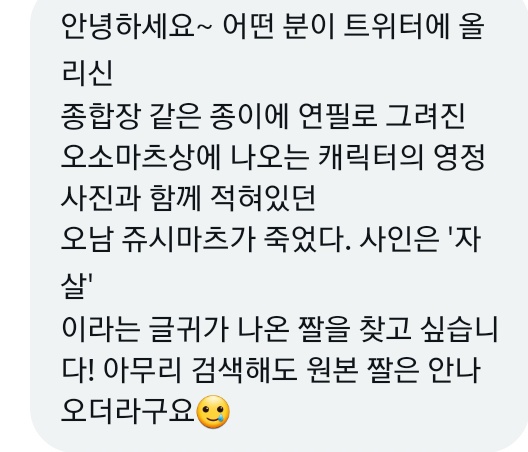 안녕하세요~ 어떤 분이 트위터에 올
리신
종합장 같은 종이에 연필로 그려진
오소마츠상에 나오는 캐릭터의 영정
사진과 함께 적혀있던
오남 쥬시마츠가 죽었다. 사인은 '자
살'
이라는 글귀가 나온 짤을 찾고 싶습니
다! 아무리 검색해도 원본 짤은 안나
오더라구요🥲